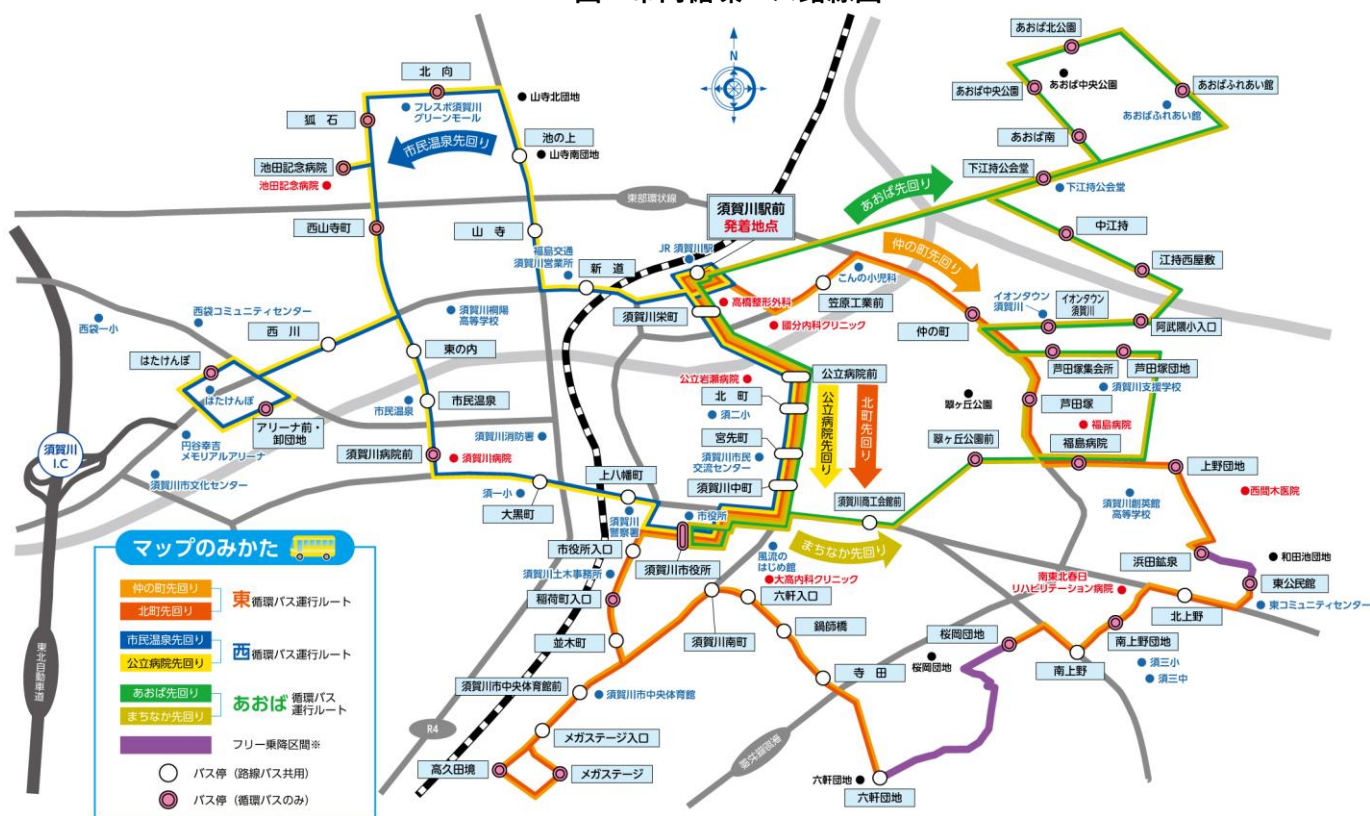 N
北 向
山寺北団地
フレスポ須賀川
グリーンモール
狐 石
池の上
山寺南団地
市民温泉先回り
池田記念病院
池田記念病院
東部環状線
須賀川駅前
発着地点
西山寺町
山 寺
福島交通
須賀川営業所
新 道
JR 須賀川駅
あおば先回り
仲の町先回り
あおば北公園
あおば中央公園
あおば中央公園
あおばふれあい館
あおばふれあい館
あおば南
下江持公会堂
下江持公会堂
中江持
江持西屋敷
こんの小児科
笠原工業前
高橋整形外科
國分内科クリニック
須賀川栄町
仲の町
イオンタウン
須賀川
イオンタウン
須賀川
阿武隈小入口
芦田塚集会所
芦田塚団地
須賀川支援学校
芦田塚
福島病院
福島病院
翠ヶ丘公園
翠ヶ丘公園前
上野団地
西間木医院
須賀川創英館
高等学校
西袋一小
西袋コミュニティセンター
須賀川桐陽
高等学校
西 川
はたけんぼ
はたけんぼ
東の内
市民温泉
市民温泉
アリーナ前・
卸団地
円谷幸吉
メモリアルアリーナ
須賀川市文化センター
須賀川
I.C
東北自動車道
須賀川病院前
須賀川病院
須賀川消防署
公立岩瀬病院
公立病院前
北 町
須二小
宮先町
須賀川市民
交流センター
須賀川中町
公立病院先回り
北町先回り
上八幡町
須一小
大黒町
須賀川
警察署
市役所
市役所入口
須賀川市役所
須賀川商工会館前
まちなか先回り
風流の
はじめ館
大高内科クリニック
須賀川土木事務所
稲荷町入口
並木町
須賀川南町
六軒入口
鍋師橋
寺 田
須賀川市中央体育館前
須賀川市中央体育館
メガステージ入口
メガステージ
高久田境
R4
東部環状線
六軒団地
六軒団地
桜岡団地
桜岡団地
南上野
南上野団地
須三小
須三中
南東北春日
リハビリテーション病院
北上野
浜田鉱泉
和田池団地
東公民館
東コミュニティセンター
マップのみかた
仲の町先回り
北町先回り
東循環バス運行ルート
市民温泉先回り
公立病院先回り
西循環バス運行ルート
あおば先回り
まちなか先回り
あおば循環バス
運行ルート
フリー乗降区間※
バス停（路線バス共用）
バス停（循環バスのみ）